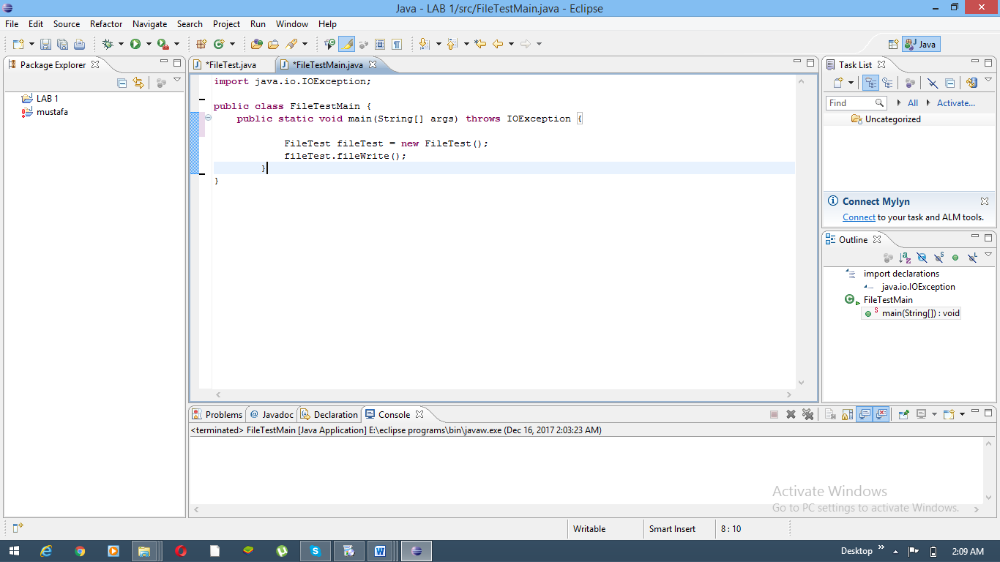 Java - LAB 1/src/FileTestMain.java - Eclipse
File Edit Source Refactor Navigate Search Project Run Window Help
Java
Package Explorer
LAB 1
mustafa
*FileTest.java
*FileTestMain.java
import java.io.IOException;
public class FileTestMain {
public static void main(String[] args) throws IOException {
FileTest fileTest = new FileTest();
fileTest.fileWrite();
}
}
Task List
Find All Activate...
Uncategorized
Connect Mylyn
Connect to your task and ALM tools.
Outline
import declarations
java.io.IOException
FileTestMain
main(String[]) : void
Problems @ Javadoc Declaration Console
<terminated> FileTestMain [Java Application] E:\eclipse programs\bin\javaw.exe (Dec 16, 2017 2:03:23 AM)
Activate Windows
Go to PC settings to activate Windows.
Writable Smart Insert 8 : 10
Desktop 2:09 AM